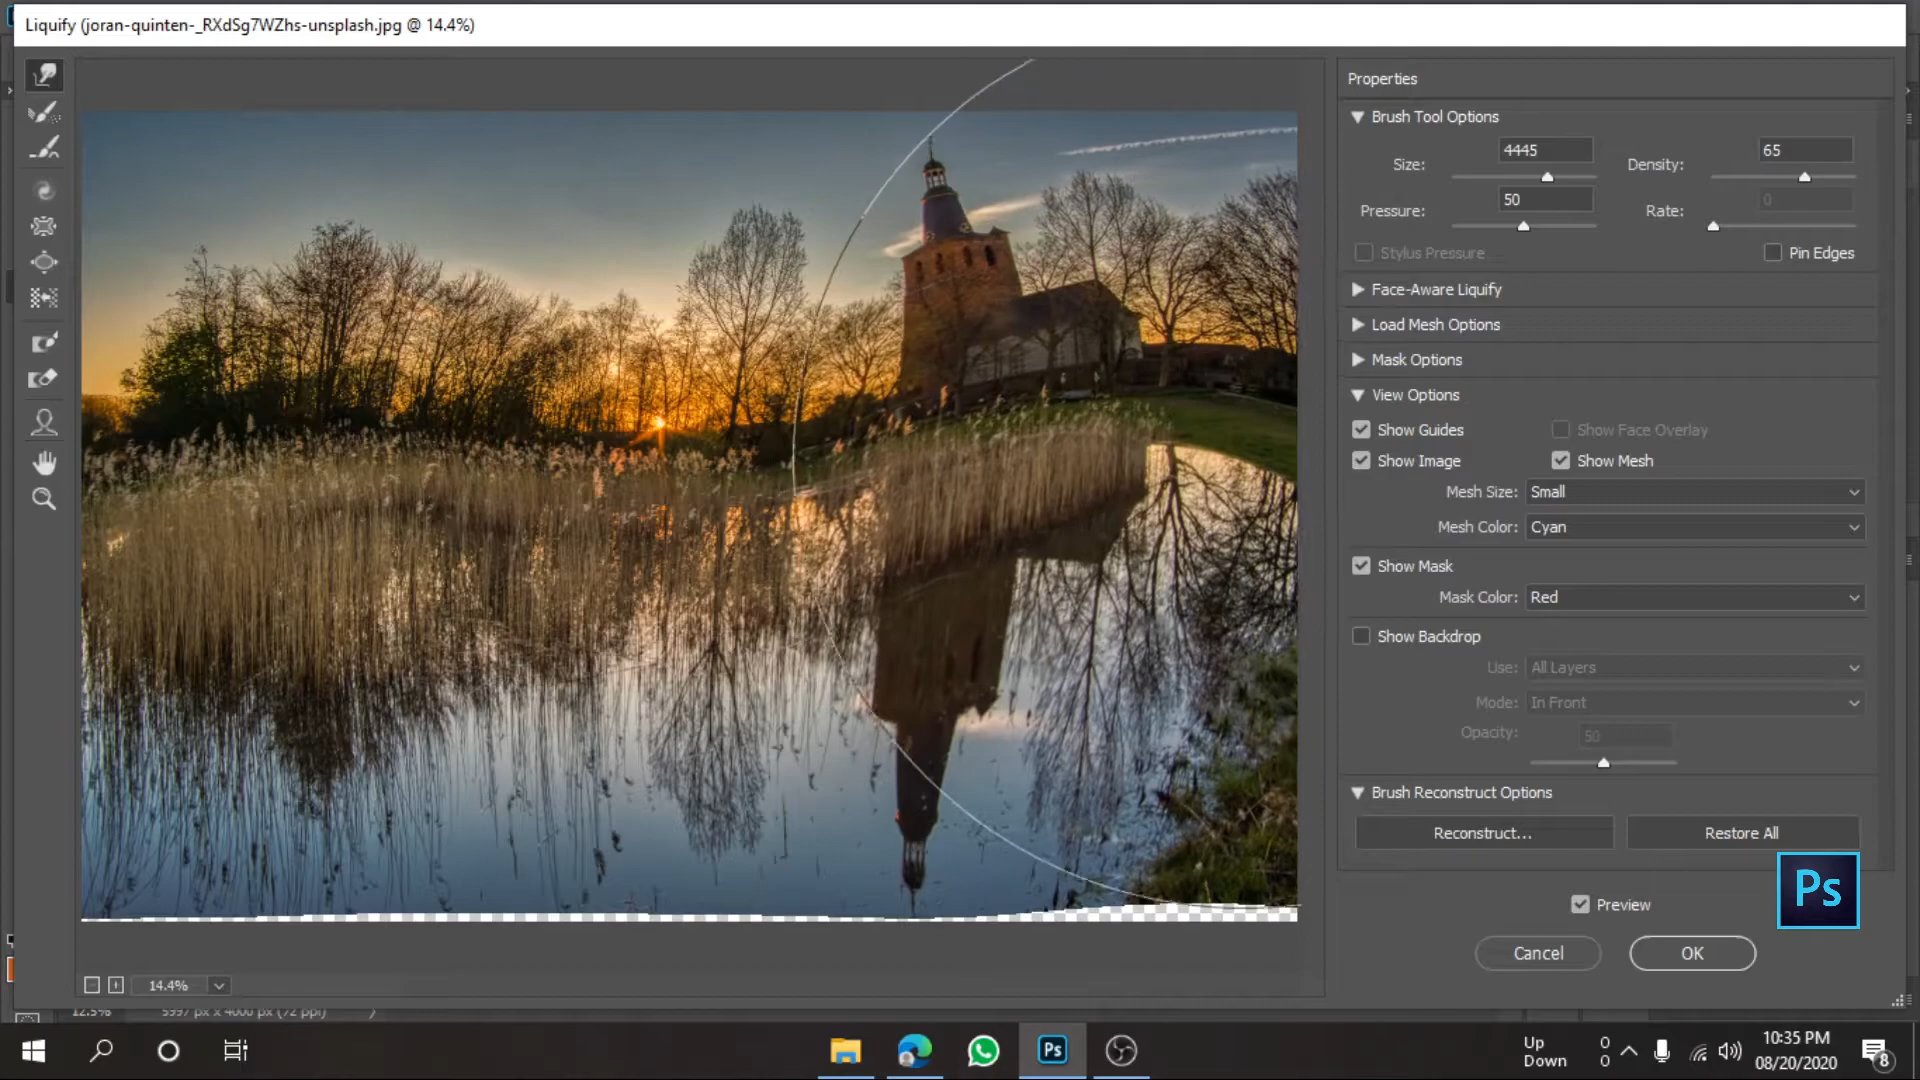 Liquify (joran-quinten-_RXdSg7WZhs-unsplash.jpg @ 14.4%)
Properties
Brush Tool Options
Size: 4445 Density: 65
Pressure: 50 Rate: 0
Stylus Pressure Pin Edges
Face-Aware Liquify
Load Mesh Options
Mask Options
View Options
Show Guides Show Face Overlay
Show Image Show Mesh
Mesh Size: Small
Mesh Color: Cyan
Show Mask
Mask Color: Red
Show Backdrop
Use: All Layers
Mode: In Front
Opacity: 50
Brush Reconstruct Options
Reconstruct... Restore All
Ps
Preview
Cancel OK
14.4%
12.5% 5997 px x 4000 px (72 ppi)
Ps
Up 0
Down 0
10:35 PM
08/20/2020
8